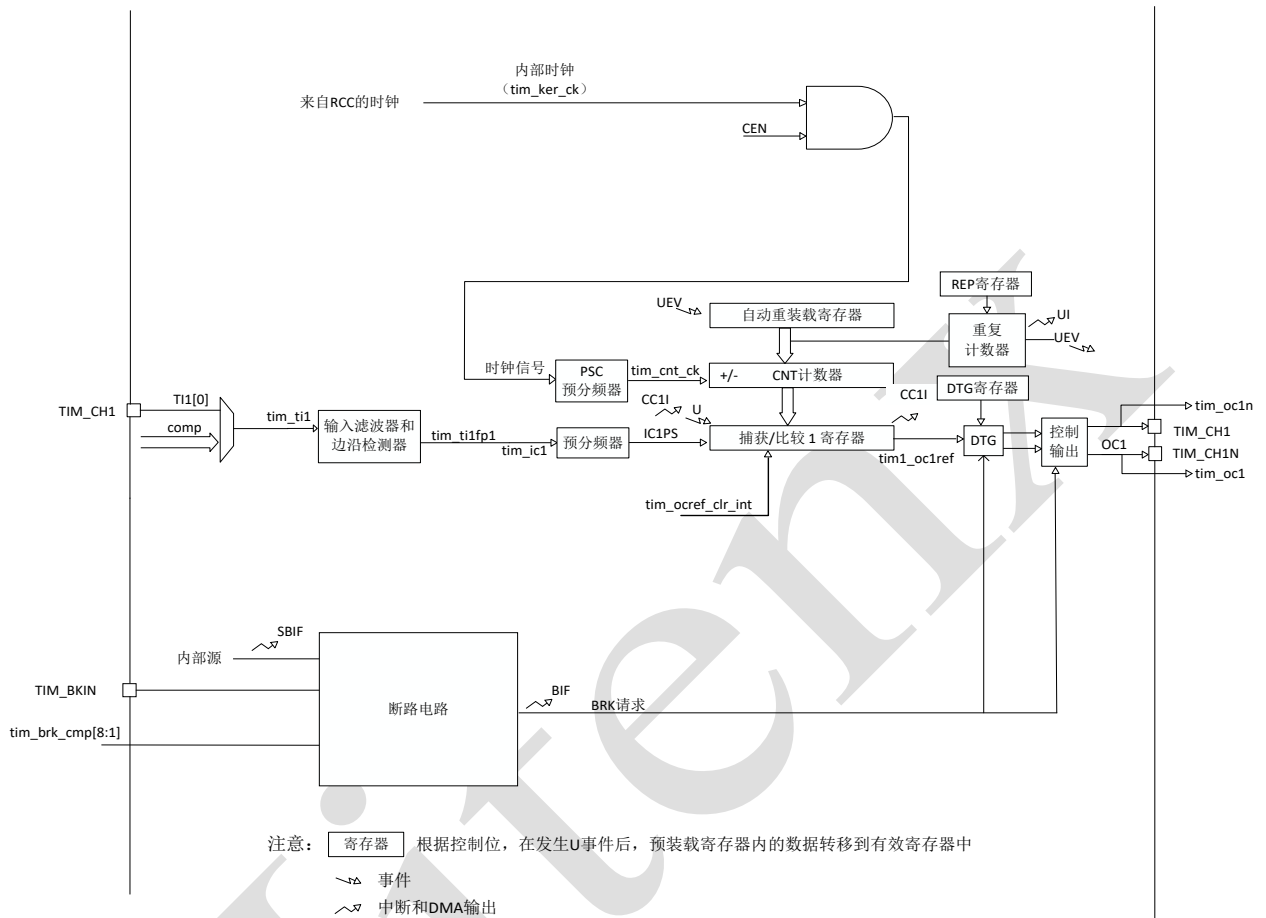 内部时钟
（tim_ker_ck）
来自RCC的时钟
CEN
REP寄存器
UEV
自动重装载寄存器
重复
计数器
UI
UEV
时钟信号
PSC
预分频器
tim_cnt_ck
+/-
CNT计数器
DTG寄存器
TIM_CH1
TI1[0]
comp
tim_ti1
输入滤波器和
边沿检测器
tim_ti1fp1
tim_ic1
预分频器
IC1PS
CC1I
U
捕获/比较 1 寄存器
CC1I
tim1_oc1ref
DTG
控制
输出
OC1
tim_oc1n
TIM_CH1
TIM_CH1N
tim_oc1
tim_ocref_clr_int
SBIF
内部源
TIM_BKIN
tim_brk_cmp[8:1]
断路电路
BIF
BRK请求
注意：
寄存器
根据控制位，在发生U事件后，预装载寄存器内的数据转移到有效寄存器中
事件
中断和DMA输出